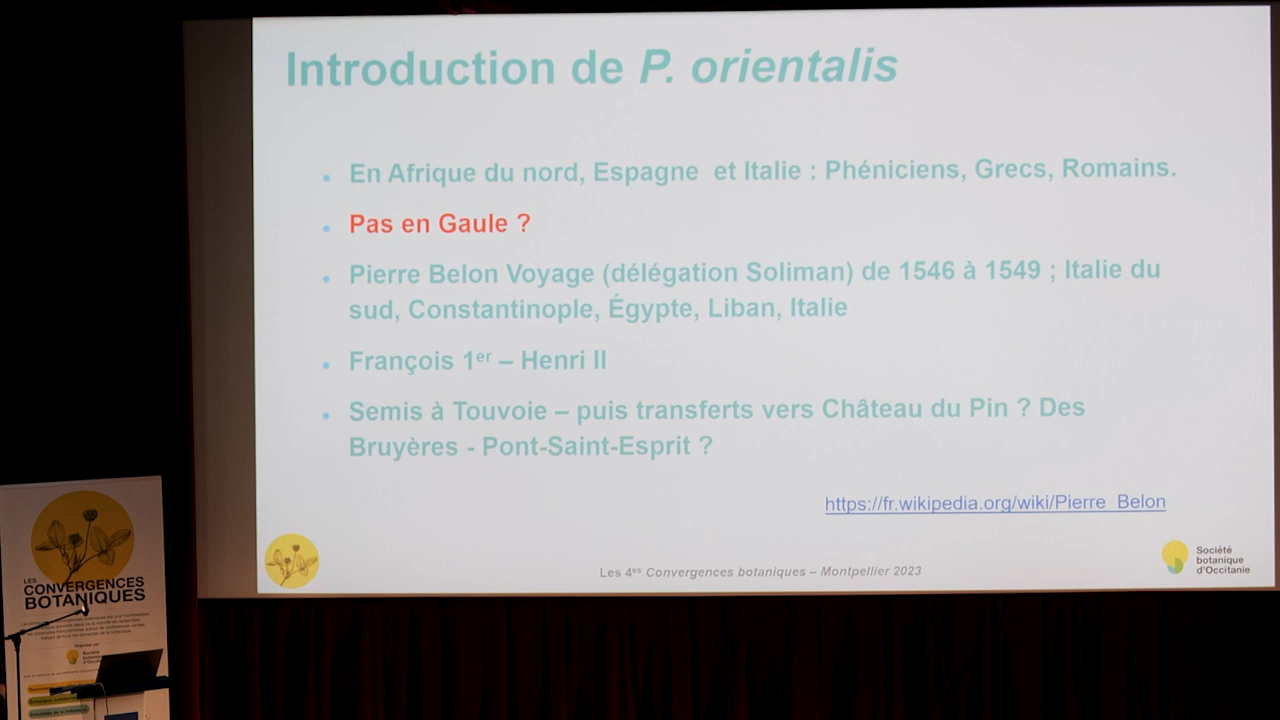 Introduction de P. orientalis
En Afrique du nord, Espagne et Italie : Phéniciens, Grecs, Romains.
Pas en Gaule ?
Pierre Belon Voyage (délégation Soliman) de 1546 à 1549 ; Italie du
sud, Constantinople, Égypte, Liban, Italie
François 1er – Henri II
Semis à Touvoie – puis transferts vers Château du Pin ? Des
Bruyères - Pont-Saint-Esprit ?
https://fr.wikipedia.org/wiki/Pierre_Belon
Les 4es Convergences botaniques – Montpellier 2023
Société
botanique
d'Occitanie
LES
CONVERGENCES
BOTANIQUES